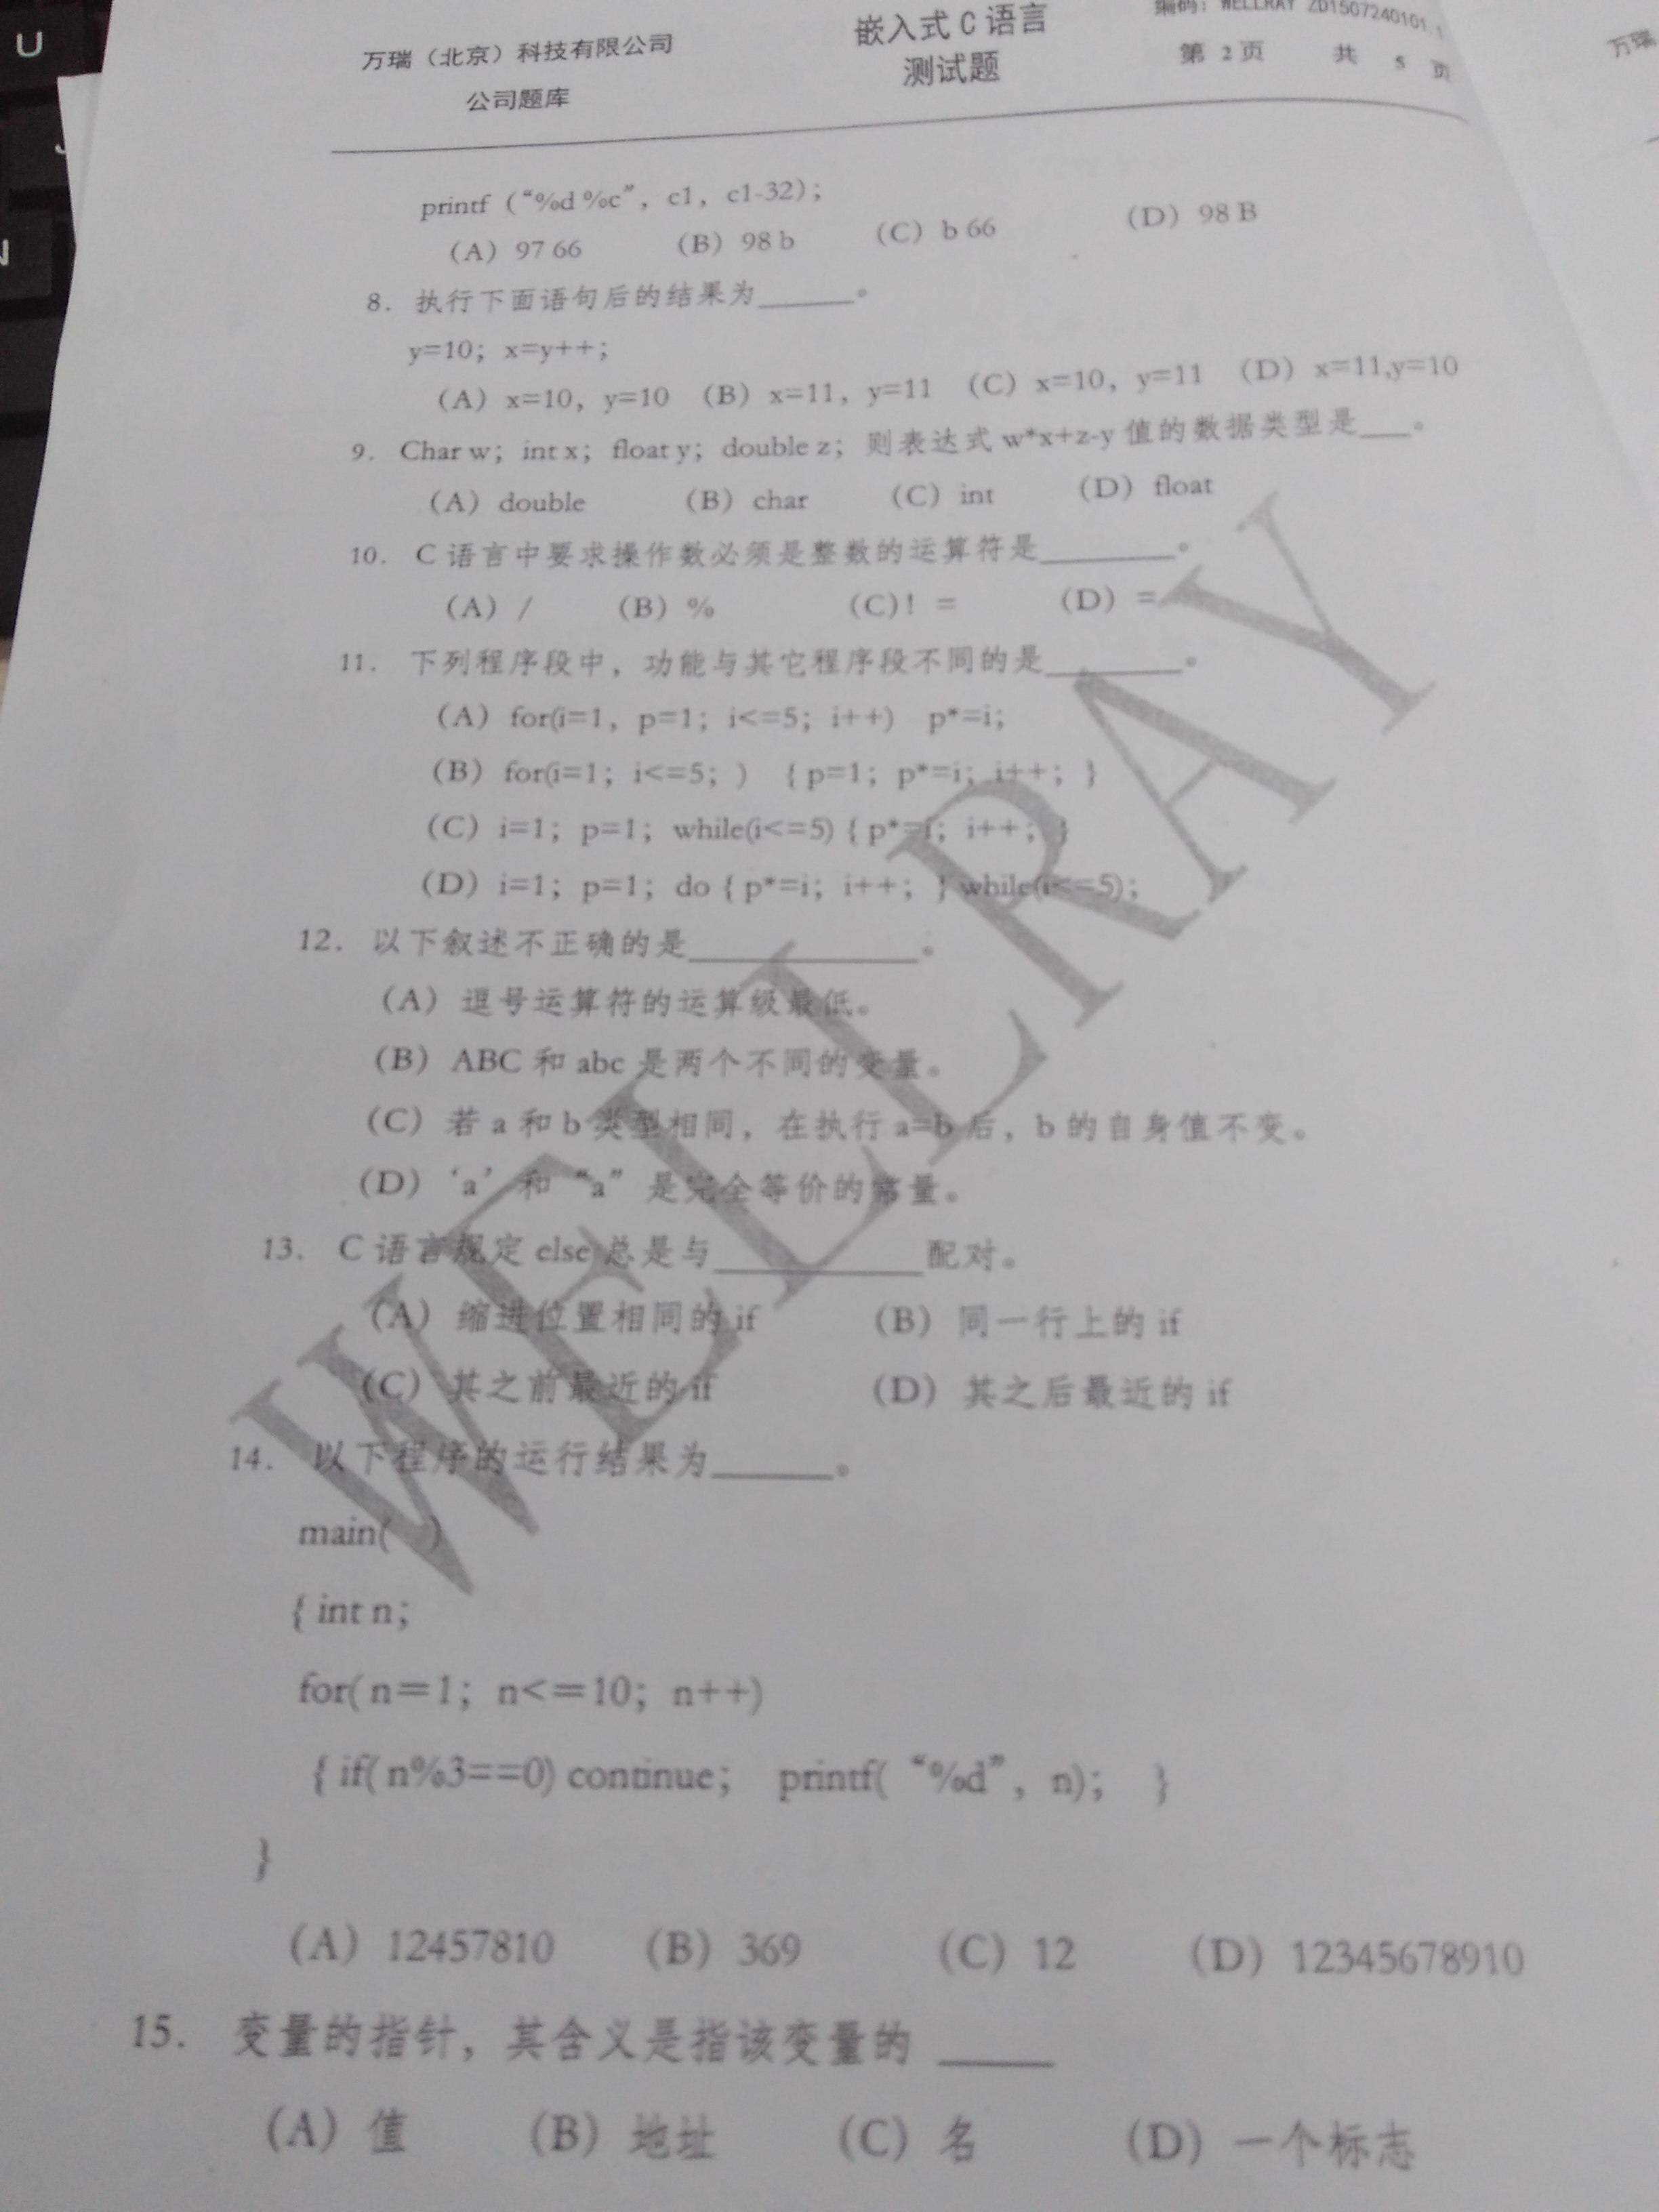 万瑞（北京）科技有限公司
公司题库
嵌入式 C 语言
测试题
编码：WELLRAY ZD1507240101.1
第 2 页 共 5 页
万瑞
printf（“%d %c”，c1，c1-32)；
（A）97 66 （B）98 b （C）b 66 （D）98 B
8． 执行下面语句后的结果为______。
y=10；x=y++；
（A）x=10，y=10 （B）x=11，y=11 （C）x=10，y=11 （D）x=11,y=10
9． Char w；int x；float y；double z；则表达式 w*x+z-y 值的数据类型是___。
（A）double （B）char （C）int （D）float
10． C 语言中要求操作数必须是整数的运算符是________。
（A）/ （B）% （C)！= （D）=
11． 下列程序段中，功能与其它程序段不同的是________。
（A）for(i=1，p=1；i<=5；i++) p*=i；
（B）for(i=1；i<=5；） { p=1；p*=i；i++；}
（C）i=1；p=1；while(i<=5) { p*=i；i++；}
（D）i=1；p=1；do { p*=i；i++；} while(i<=5)；
12． 以下叙述不正确的是____________。
（A）逗号运算符的运算级最低。
（B）ABC 和 abc 是两个不同的变量。
（C）若 a 和 b 类型相同，在执行 a=b 后，b 的自身值不变。
（D）‘a’ 和 “a” 是完全等价的常量。
13． C 语言规定 else 总是与____________配对。
（A）缩进位置相同的 if （B）同一行上的 if
（C）其之前最近的 if （D）其之后最近的 if
14． 以下程序的运行结果为______。
main( )
{ int n；
for( n＝1；n<＝10；n++)
{ if( n%3==0) continue； printf( “%d”，n)； }
}
（A）12457810 （B）369 （C）12 （D）12345678910
15． 变量的指针，其含义是指该变量的 _____
（A）值 （B）地址 （C）名 （D）一个标志
WELLRAY
U
N